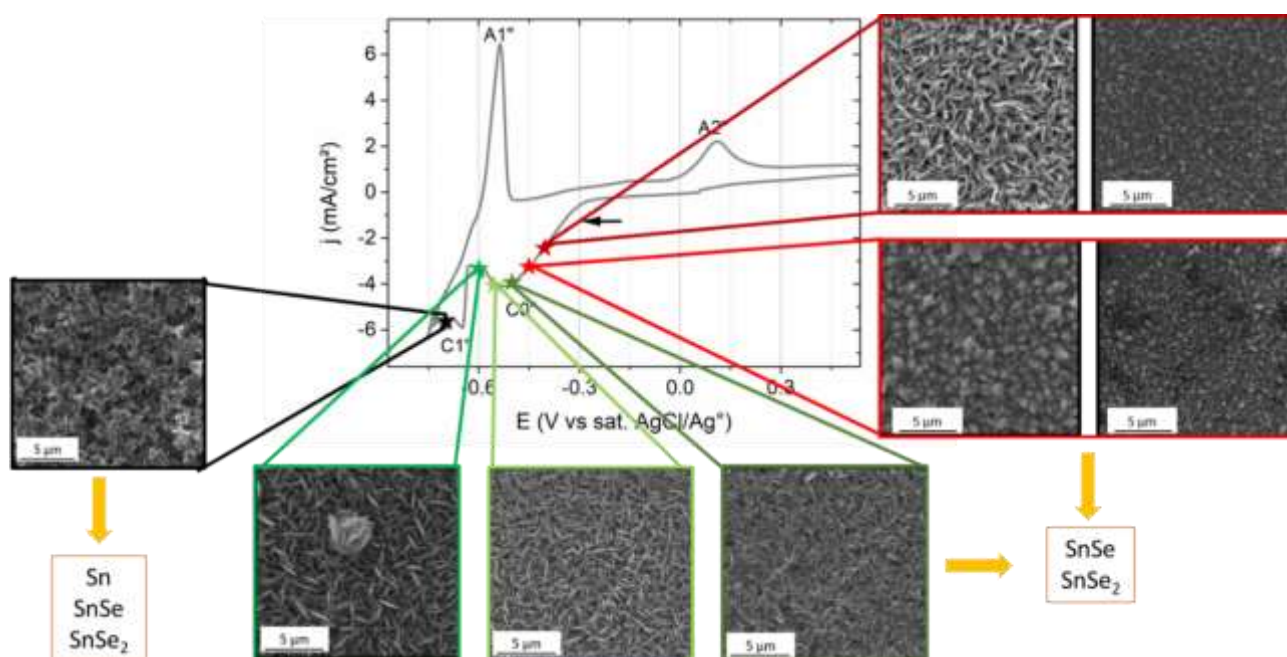 A1"
A2"
6
4
2
0
-2
-4
-6
j (mA/cm²)
C0
C1"
-0.6
-0.3
0.0
0.3
E (V vs sat. AgCl/Ag°)
5 µm
5 µm
5 µm
5 µm
5 µm
5 µm
5 µm
5 µm
Sn
SnSe
SnSe₂
SnSe
SnSe₂